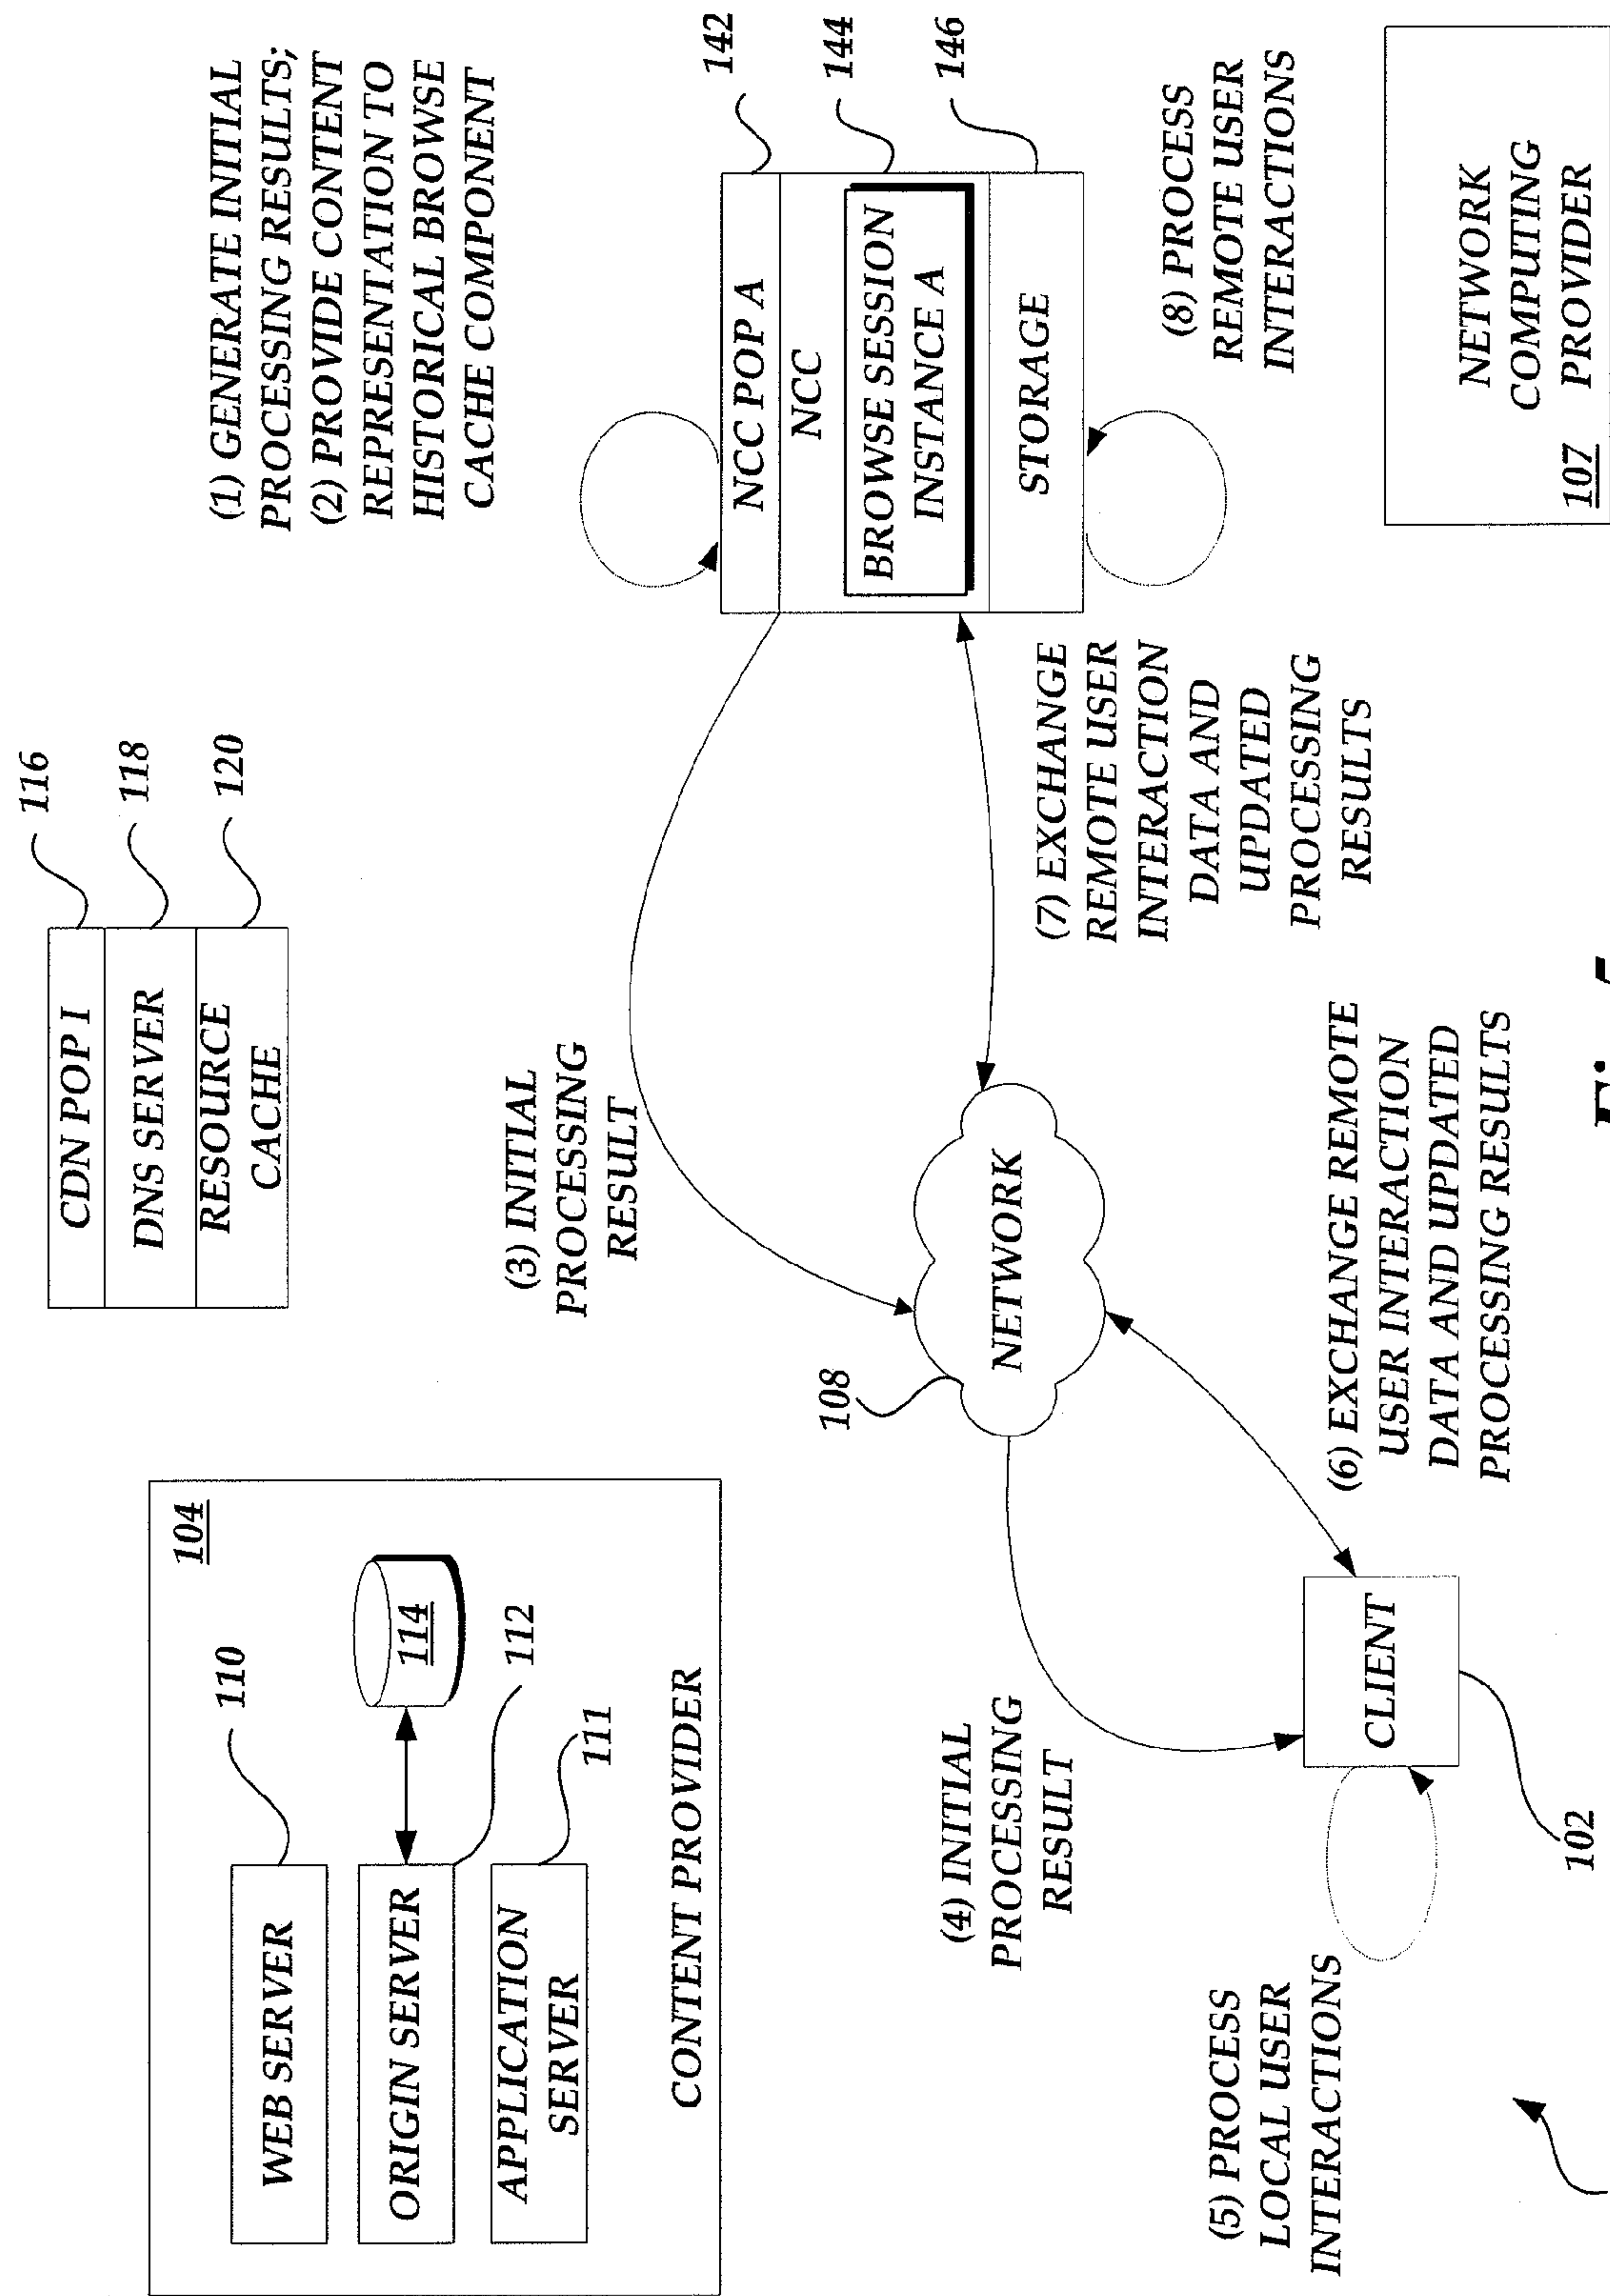 104
WEB SERVER
110
ORIGIN SERVER
114
112
APPLICATION
SERVER
111
CONTENT PROVIDER
CDN POP I
116
DNS SERVER
118
RESOURCE
CACHE
120
(1) GENERATE INITIAL
PROCESSING RESULTS;
(2) PROVIDE CONTENT
REPRESENTATION TO
HISTORICAL BROWSE
CACHE COMPONENT
(3) INITIAL
PROCESSING
RESULT
NCC POP A
142
NCC
144
BROWSE SESSION
INSTANCE A
STORAGE
146
108
NETWORK
(4) INITIAL
PROCESSING
RESULT
(7) EXCHANGE
REMOTE USER
INTERACTION
DATA AND
UPDATED
PROCESSING
RESULTS
(8) PROCESS
REMOTE USER
INTERACTIONS
(5) PROCESS
LOCAL USER
INTERACTIONS
CLIENT
102
(6) EXCHANGE REMOTE
USER INTERACTION
DATA AND UPDATED
PROCESSING RESULTS
NETWORK
COMPUTING
PROVIDER
107